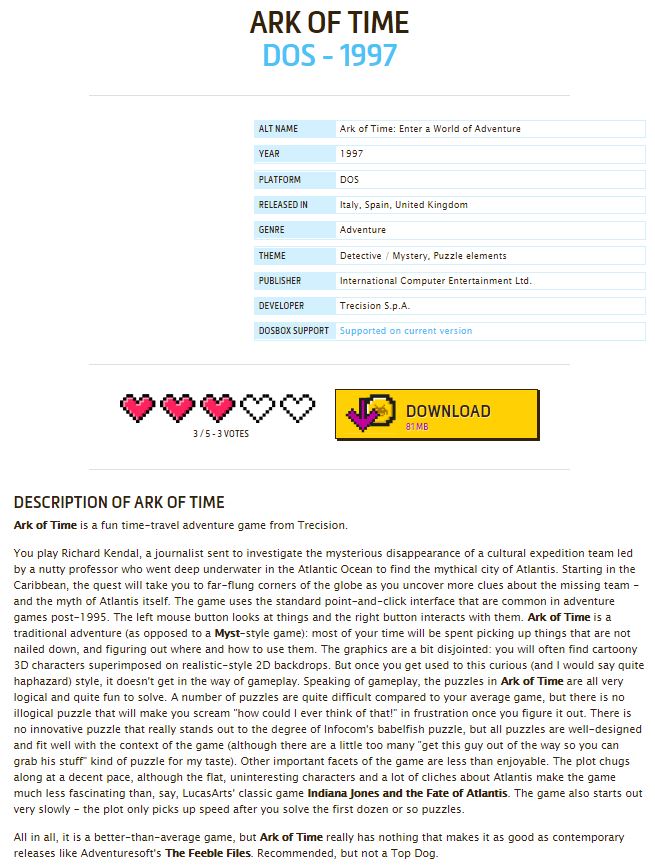 ARK OF TIME
DOS - 1997
ALT NAME Ark of Time: Enter a World of Adventure
YEAR 1997
PLATFORM DOS
RELEASED IN Italy, Spain, United Kingdom
GENRE Adventure
THEME Detective / Mystery, Puzzle elements
PUBLISHER International Computer Entertainment Ltd.
DEVELOPER Trecision S.p.A.
DOSBOX SUPPORT Supported on current version
3 / 5 - 3 VOTES
DOWNLOAD
81 MB
DESCRIPTION OF ARK OF TIME
Ark of Time is a fun time-travel adventure game from Trecision.
You play Richard Kendal, a journalist sent to investigate the mysterious disappearance of a cultural expedition team led
by a nutty professor who went deep underwater in the Atlantic Ocean to find the mythical city of Atlantis. Starting in the
Caribbean, the quest will take you to far-flung corners of the globe as you uncover more clues about the missing team -
and the myth of Atlantis itself. The game uses the standard point-and-click interface that are common in adventure
games post-1995. The left mouse button looks at things and the right button interacts with them. Ark of Time is a
traditional adventure (as opposed to a Myst-style game): most of your time will be spent picking up things that are not
nailed down, and figuring out where and how to use them. The graphics are a bit disjointed: you will often find cartoony
3D characters superimposed on realistic-style 2D backdrops. But once you get used to this curious (and I would say quite
haphazard) style, it doesn't get in the way of gameplay. Speaking of gameplay, the puzzles in Ark of Time are all very
logical and quite fun to solve. A number of puzzles are quite difficult compared to your average game, but there is no
illogical puzzle that will make you scream "how could I ever think of that!" in frustration once you figure it out. There is
no innovative puzzle that really stands out to the degree of Infocom's babelfish puzzle, but all puzzles are well-designed
and fit well with the context of the game (although there are a little too many "get this guy out of the way so you can
grab his stuff" kind of puzzle for my taste). Other important facets of the game are less than enjoyable. The plot chugs
along at a decent pace, although the flat, uninteresting characters and a lot of cliches about Atlantis make the game
much less fascinating than, say, LucasArts' classic game Indiana Jones and the Fate of Atlantis. The game also starts out
very slowly - the plot only picks up speed after you solve the first dozen or so puzzles.
All in all, it is a better-than-average game, but Ark of Time really has nothing that makes it as good as contemporary
releases like Adventuresoft's The Feeble Files. Recommended, but not a Top Dog.